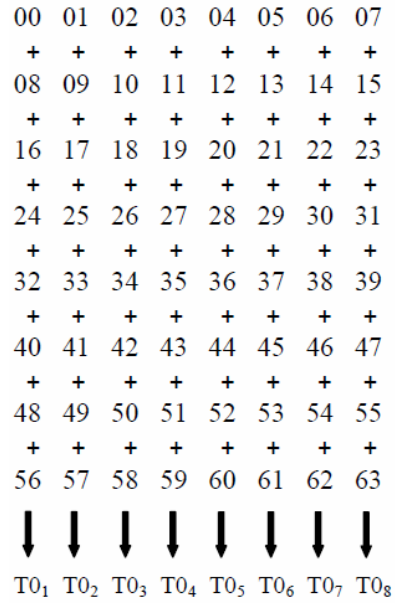 00 01 02 03 04 05 06 07
+ + + + + + + +
08 09 10 11 12 13 14 15
+ + + + + + + +
16 17 18 19 20 21 22 23
+ + + + + + + +
24 25 26 27 28 29 30 31
+ + + + + + + +
32 33 34 35 36 37 38 39
+ + + + + + + +
40 41 42 43 44 45 46 47
+ + + + + + + +
48 49 50 51 52 53 54 55
+ + + + + + + +
56 57 58 59 60 61 62 63
T0₁ T0₂ T0₃ T0₄ T0₅ T0₆ T0₇ T0₈